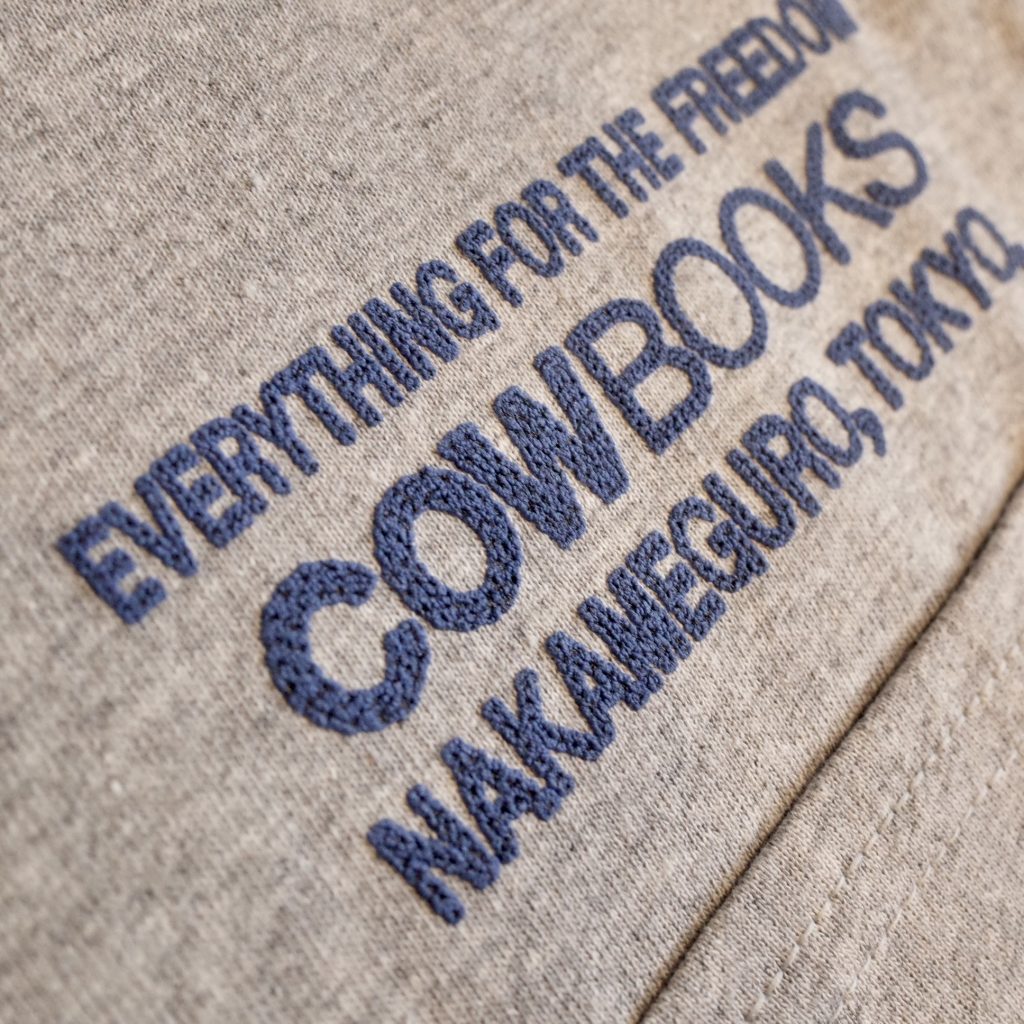 EVERYTHING FOR THE FREEDOM
COWBOOKS
NAKAMEGURO, TOKYO,